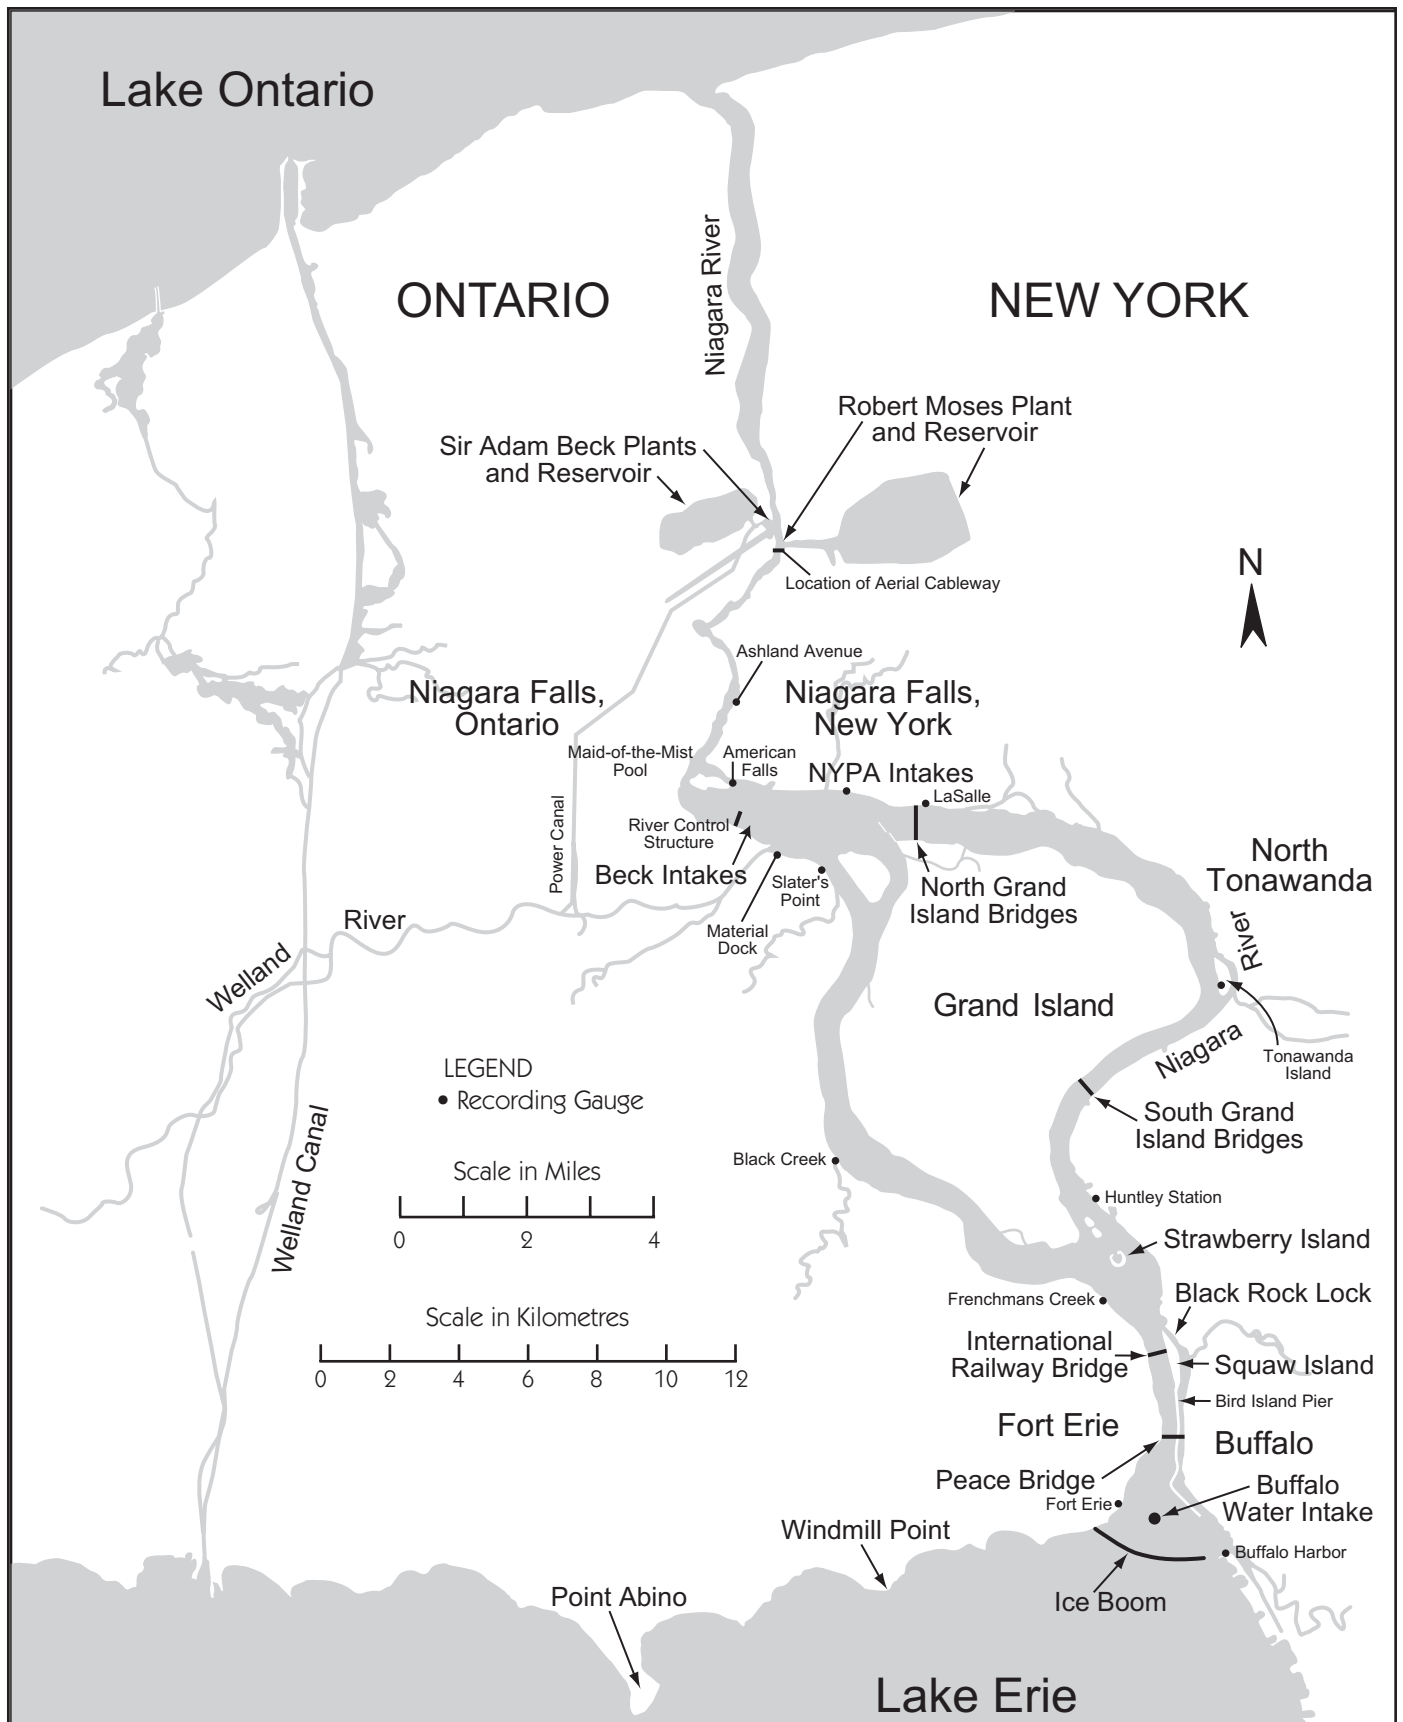 Lake Ontario
Niagara River
ONTARIO
NEW YORK
Robert Moses Plant
and Reservoir
Sir Adam Beck Plants
and Reservoir
Location of Aerial Cableway
N
Ashland Avenue
Niagara Falls,
Ontario
Niagara Falls,
New York
Maid-of-the-Mist
Pool
American
Falls
NYPA Intakes
LaSalle
Power Canal
River Control
Structure
Beck Intakes
Slater's
Point
Material
Dock
North Grand
Island Bridges
North
Tonawanda
Welland
River
Niagara
River
Grand Island
Tonawanda
Island
LEGEND
Recording Gauge
Scale in Miles
0 2 4
Scale in Kilometres
0 2 4 6 8 10 12
Welland Canal
South Grand
Island Bridges
Black Creek
Huntley Station
Strawberry Island
Frenchmans Creek
Black Rock Lock
International
Railway Bridge
Squaw Island
Bird Island Pier
Fort Erie
Buffalo
Peace Bridge
Fort Erie
Buffalo
Water Intake
Windmill Point
Buffalo Harbor
Ice Boom
Point Abino
Lake Erie